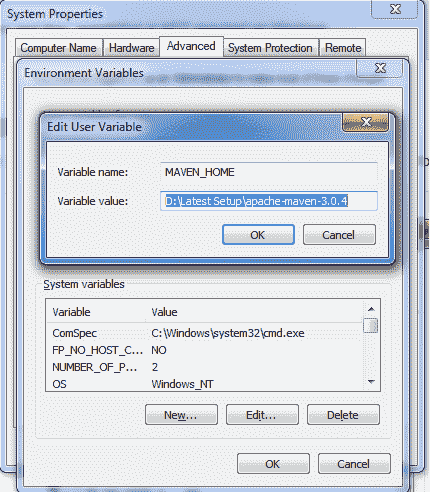 System Properties
Computer Name Hardware Advanced System Protection Remote
Environment Variables
Edit User Variable
Variable name: MAVEN_HOME
Variable value: D:\Latest Setup\apache-maven-3.0.4
OK Cancel
System variables
Variable Value
ComSpec C:\Windows\system32\cmd.exe
FP_NO_HOST_C... NO
NUMBER_OF_P... 2
OS Windows_NT
New... Edit... Delete
OK Cancel